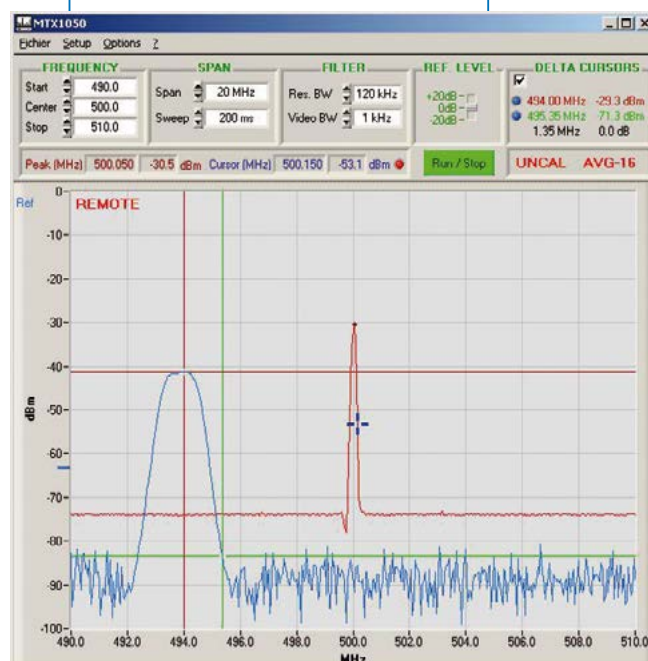 MTX1050
Fichier Setup Options ?
FREQUENCY SPAN FILTER REF. LEVEL DELTA CURSORS
Start 490.0
Center 500.0
Stop 510.0
Span 20 MHz
Sweep 200 ms
Res. BW 120 kHz
Video BW 1 kHz
+20dB
0dB
-20dB
494.00 MHz -29.3 dBm
495.35 MHz -71.3 dBm
1.35 MHz 0.0 dB
Peak (MHz) 500.050 -30.5 dBm Cursor (MHz) 500.150 -53.1 dBm Run / Stop UNCAL AVG-16
Ref
REMOTE
0
-10
-20
-30
-40
-50
-60
-70
-80
-90
-100
dBm
490.0 492.0 494.0 496.0 498.0 500.0 502.0 504.0 506.0 508.0 510.0
MHz